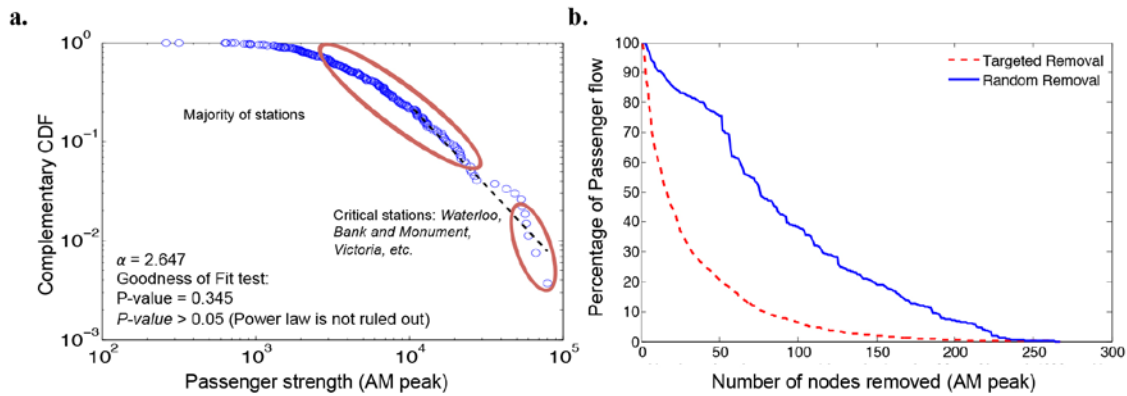 a.
Complementary CDF
10^0
10^-1
10^-2
10^-3
Majority of stations
Critical stations: Waterloo,
Bank and Monument,
Victoria, etc.
α = 2.647
Goodness of Fit test:
P-value = 0.345
P-value > 0.05 (Power law is not ruled out)
10^2 10^3 10^4 10^5
Passenger strength (AM peak)
b.
Percentage of Passenger flow
100
90
80
70
60
50
40
30
20
10
0
Targeted Removal
Random Removal
0 50 100 150 200 250 300
Number of nodes removed (AM peak)